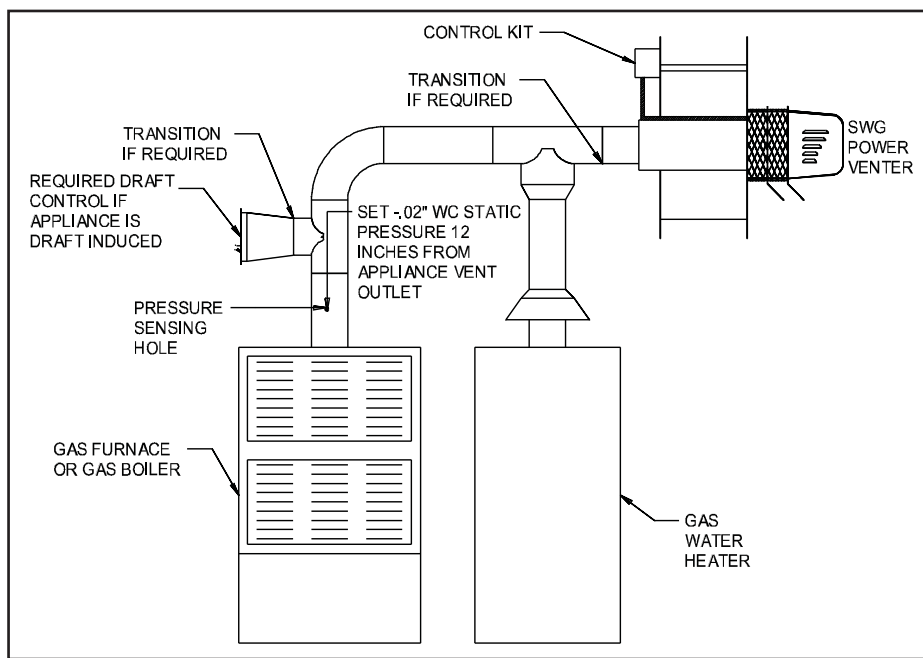 CONTROL KIT
TRANSITION
IF REQUIRED
SWG
POWER
VENTER
TRANSITION
IF REQUIRED
REQUIRED DRAFT
CONTROL IF
APPLIANCE IS
DRAFT INDUCED
SET -.02" WC STATIC
PRESSURE 12
INCHES FROM
APPLIANCE VENT
OUTLET
PRESSURE
SENSING
HOLE
GAS FURNACE
OR GAS BOILER
GAS
WATER
HEATER